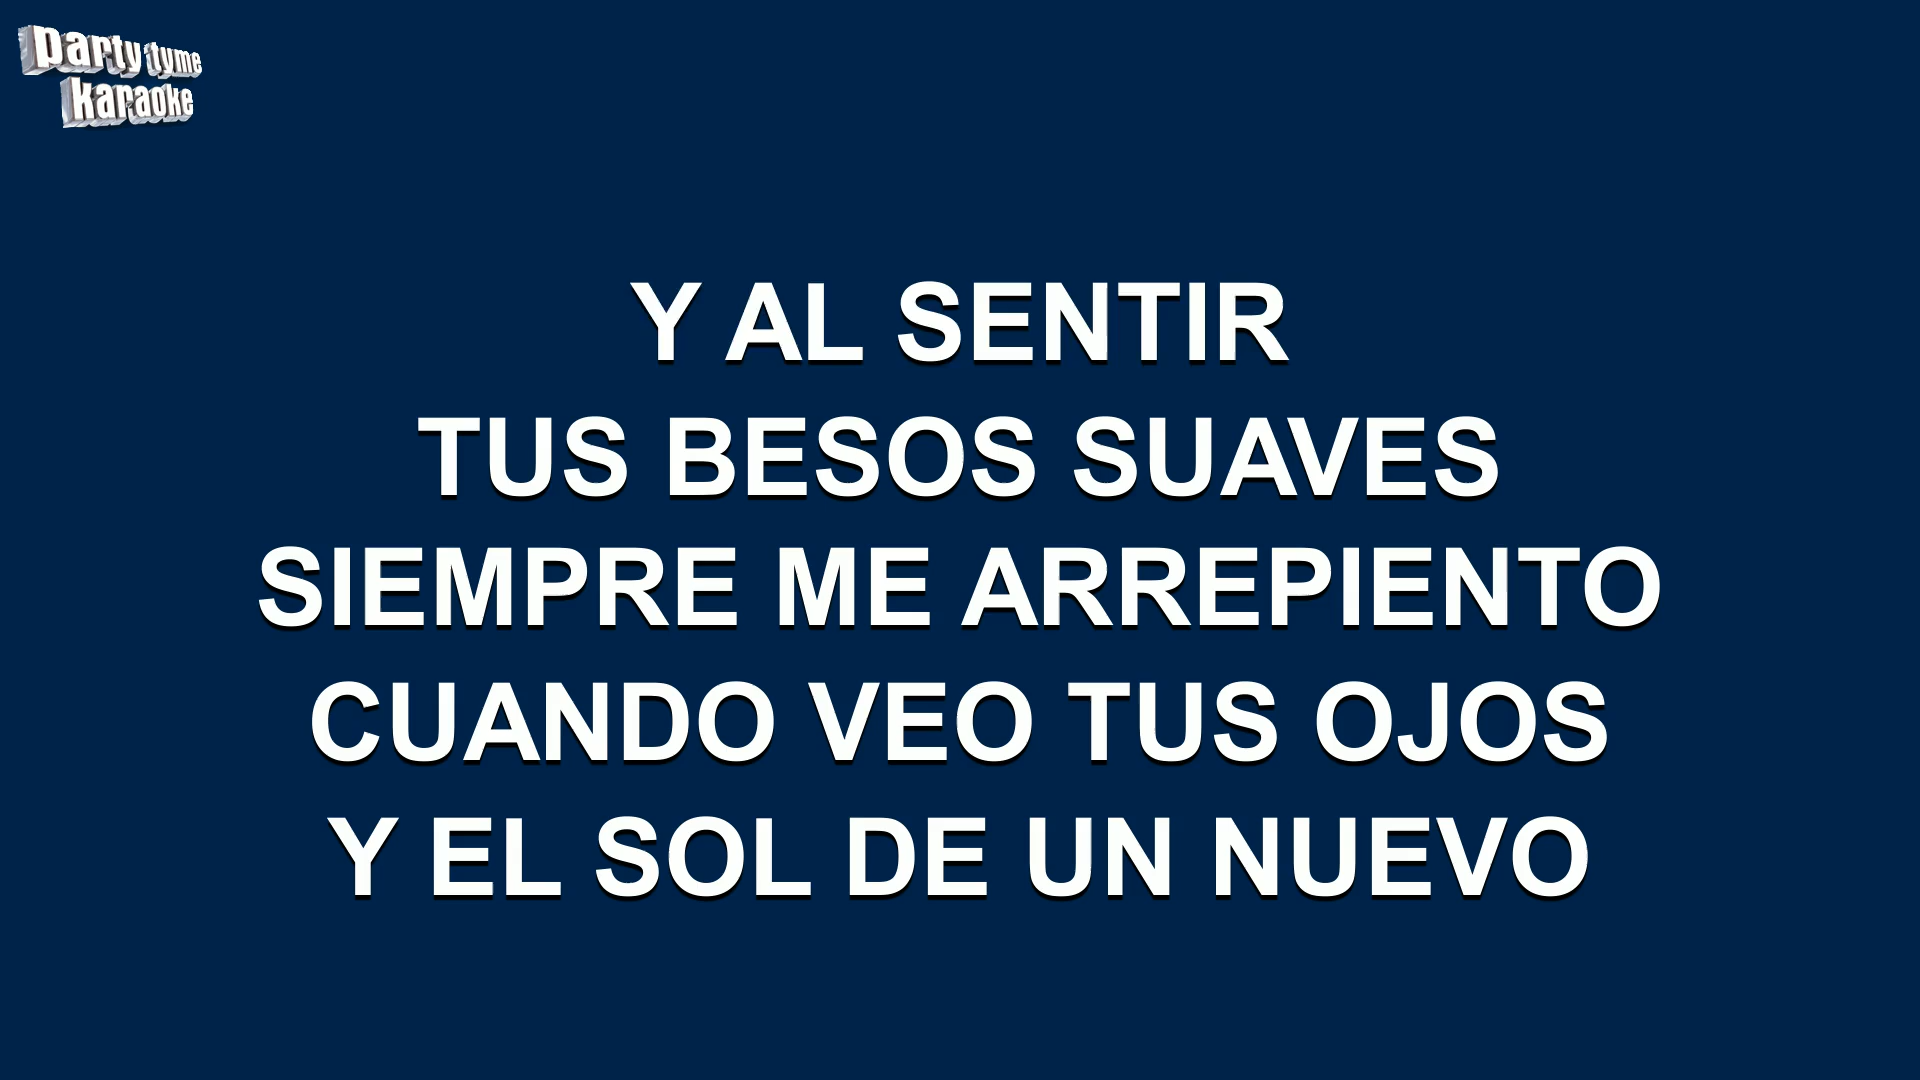 party tyme
karaoke
Y AL SENTIR
TUS BESOS SUAVES
SIEMPRE ME ARREPIENTO
CUANDO VEO TUS OJOS
Y EL SOL DE UN NUEVO